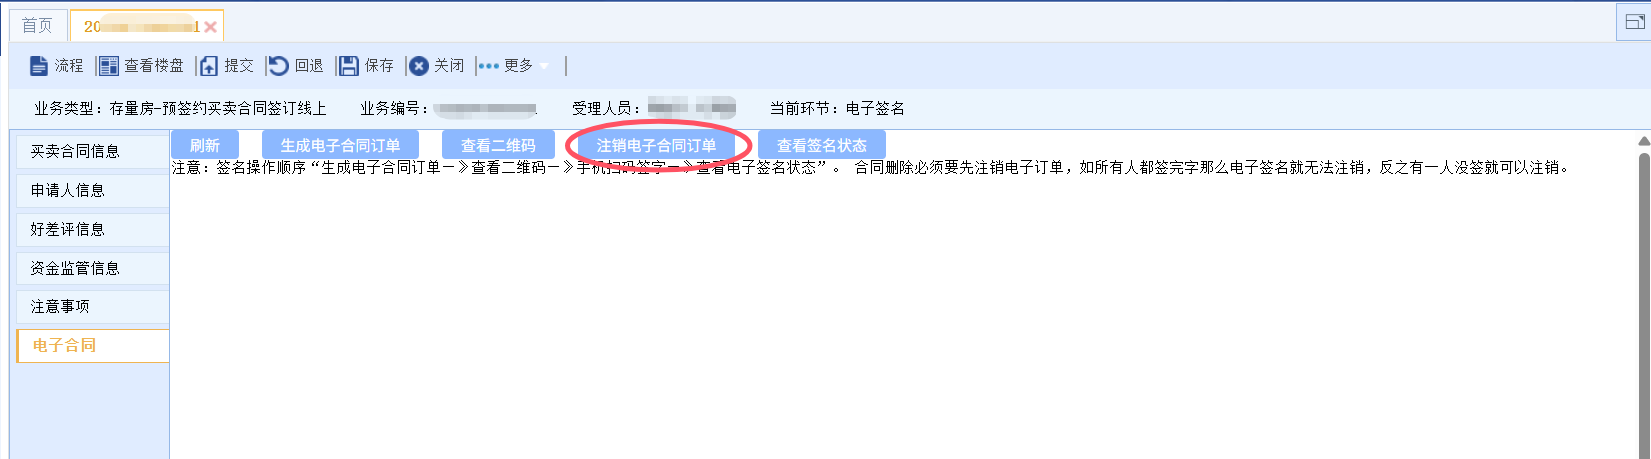 首页 20 1
流程 查看楼盘 提交 回退 保存 关闭 更多
业务类型：存量房-预签约买卖合同签订线上 业务编号： 受理人员： 当前环节：电子签名
刷新 生成电子合同订单 查看二维码 注销电子合同订单 查看签名状态
注意：签名操作顺序“生成电子合同订单－》查看二维码－》手机扫码签字－》查看电子签名状态”。 合同删除必须要先注销电子订单，如所有人都签完字那么电子签名就无法注销，反之有一人没签就可以注销。
买卖合同信息
申请人信息
好差评信息
资金监管信息
注意事项
电子合同